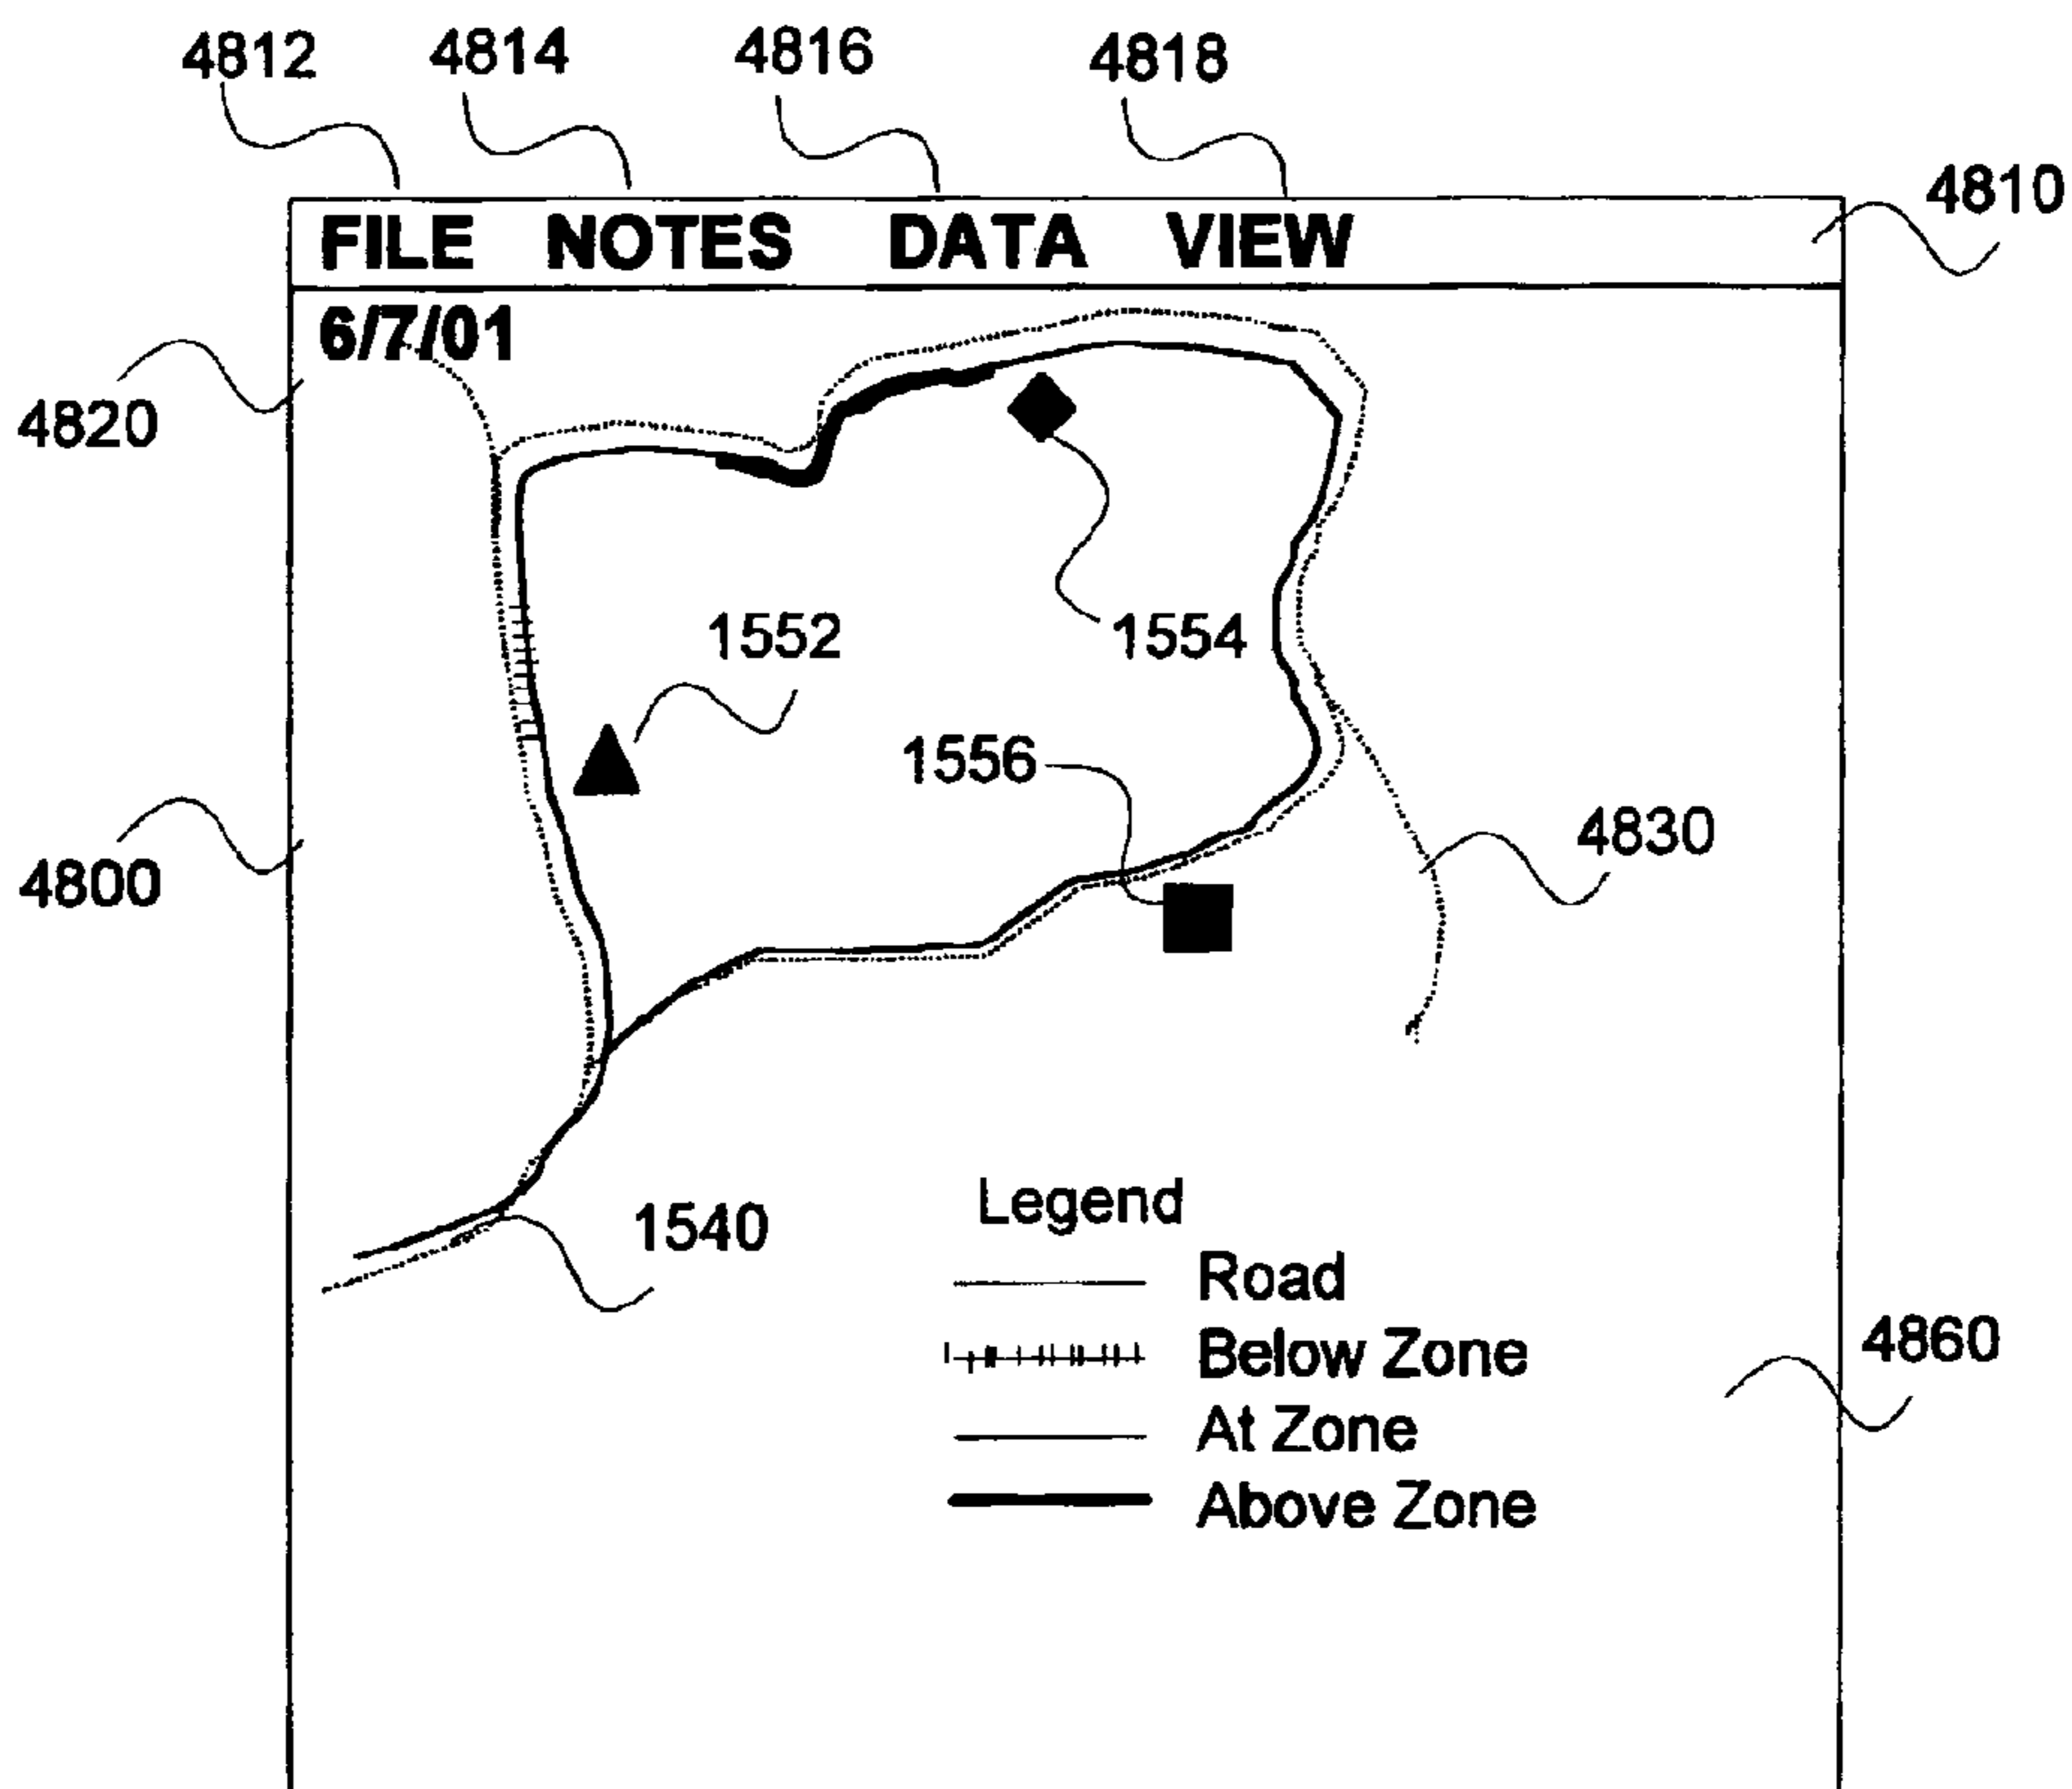 4812 4814 4816 4818
4810
FILE NOTES DATA VIEW
6/7/01
4820
1552
1554
1556
4830
4800
1540
Legend
Road
Below Zone
4860
At Zone
Above Zone